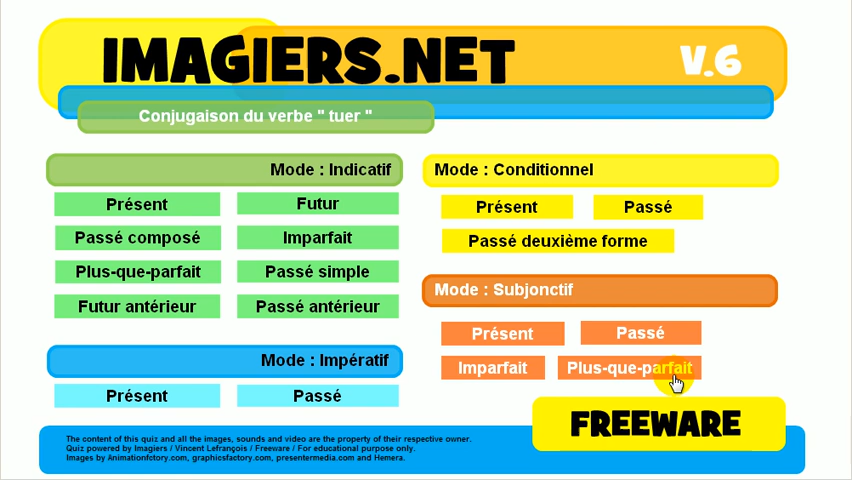 IMAGIERS.NET
V.6
Conjugaison du verbe " tuer "
Mode : Indicatif
Présent
Futur
Passé composé
Imparfait
Plus-que-parfait
Passé simple
Futur antérieur
Passé antérieur
Mode : Impératif
Présent
Passé
Mode : Conditionnel
Présent
Passé
Passé deuxième forme
Mode : Subjonctif
Présent
Passé
Imparfait
Plus-que-parfait
FREEWARE
The content of this quiz and all the images, sounds and video are the property of their respective owner.
Quiz powered by Imagiers / Vincent Lefrançois / Freeware / For educational purpose only.
Images by Animationfctory.com, graphicsfactory.com, presentermedia.com and Hemera.